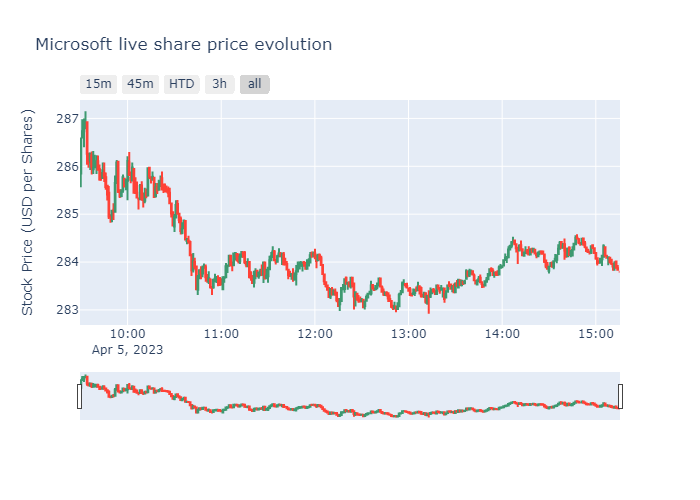 Microsoft live share price evolution
15m 45m HTD 3h all
Stock Price (USD per Shares)
287
286
285
284
283
10:00 11:00 12:00 13:00 14:00 15:00
Apr 5, 2023